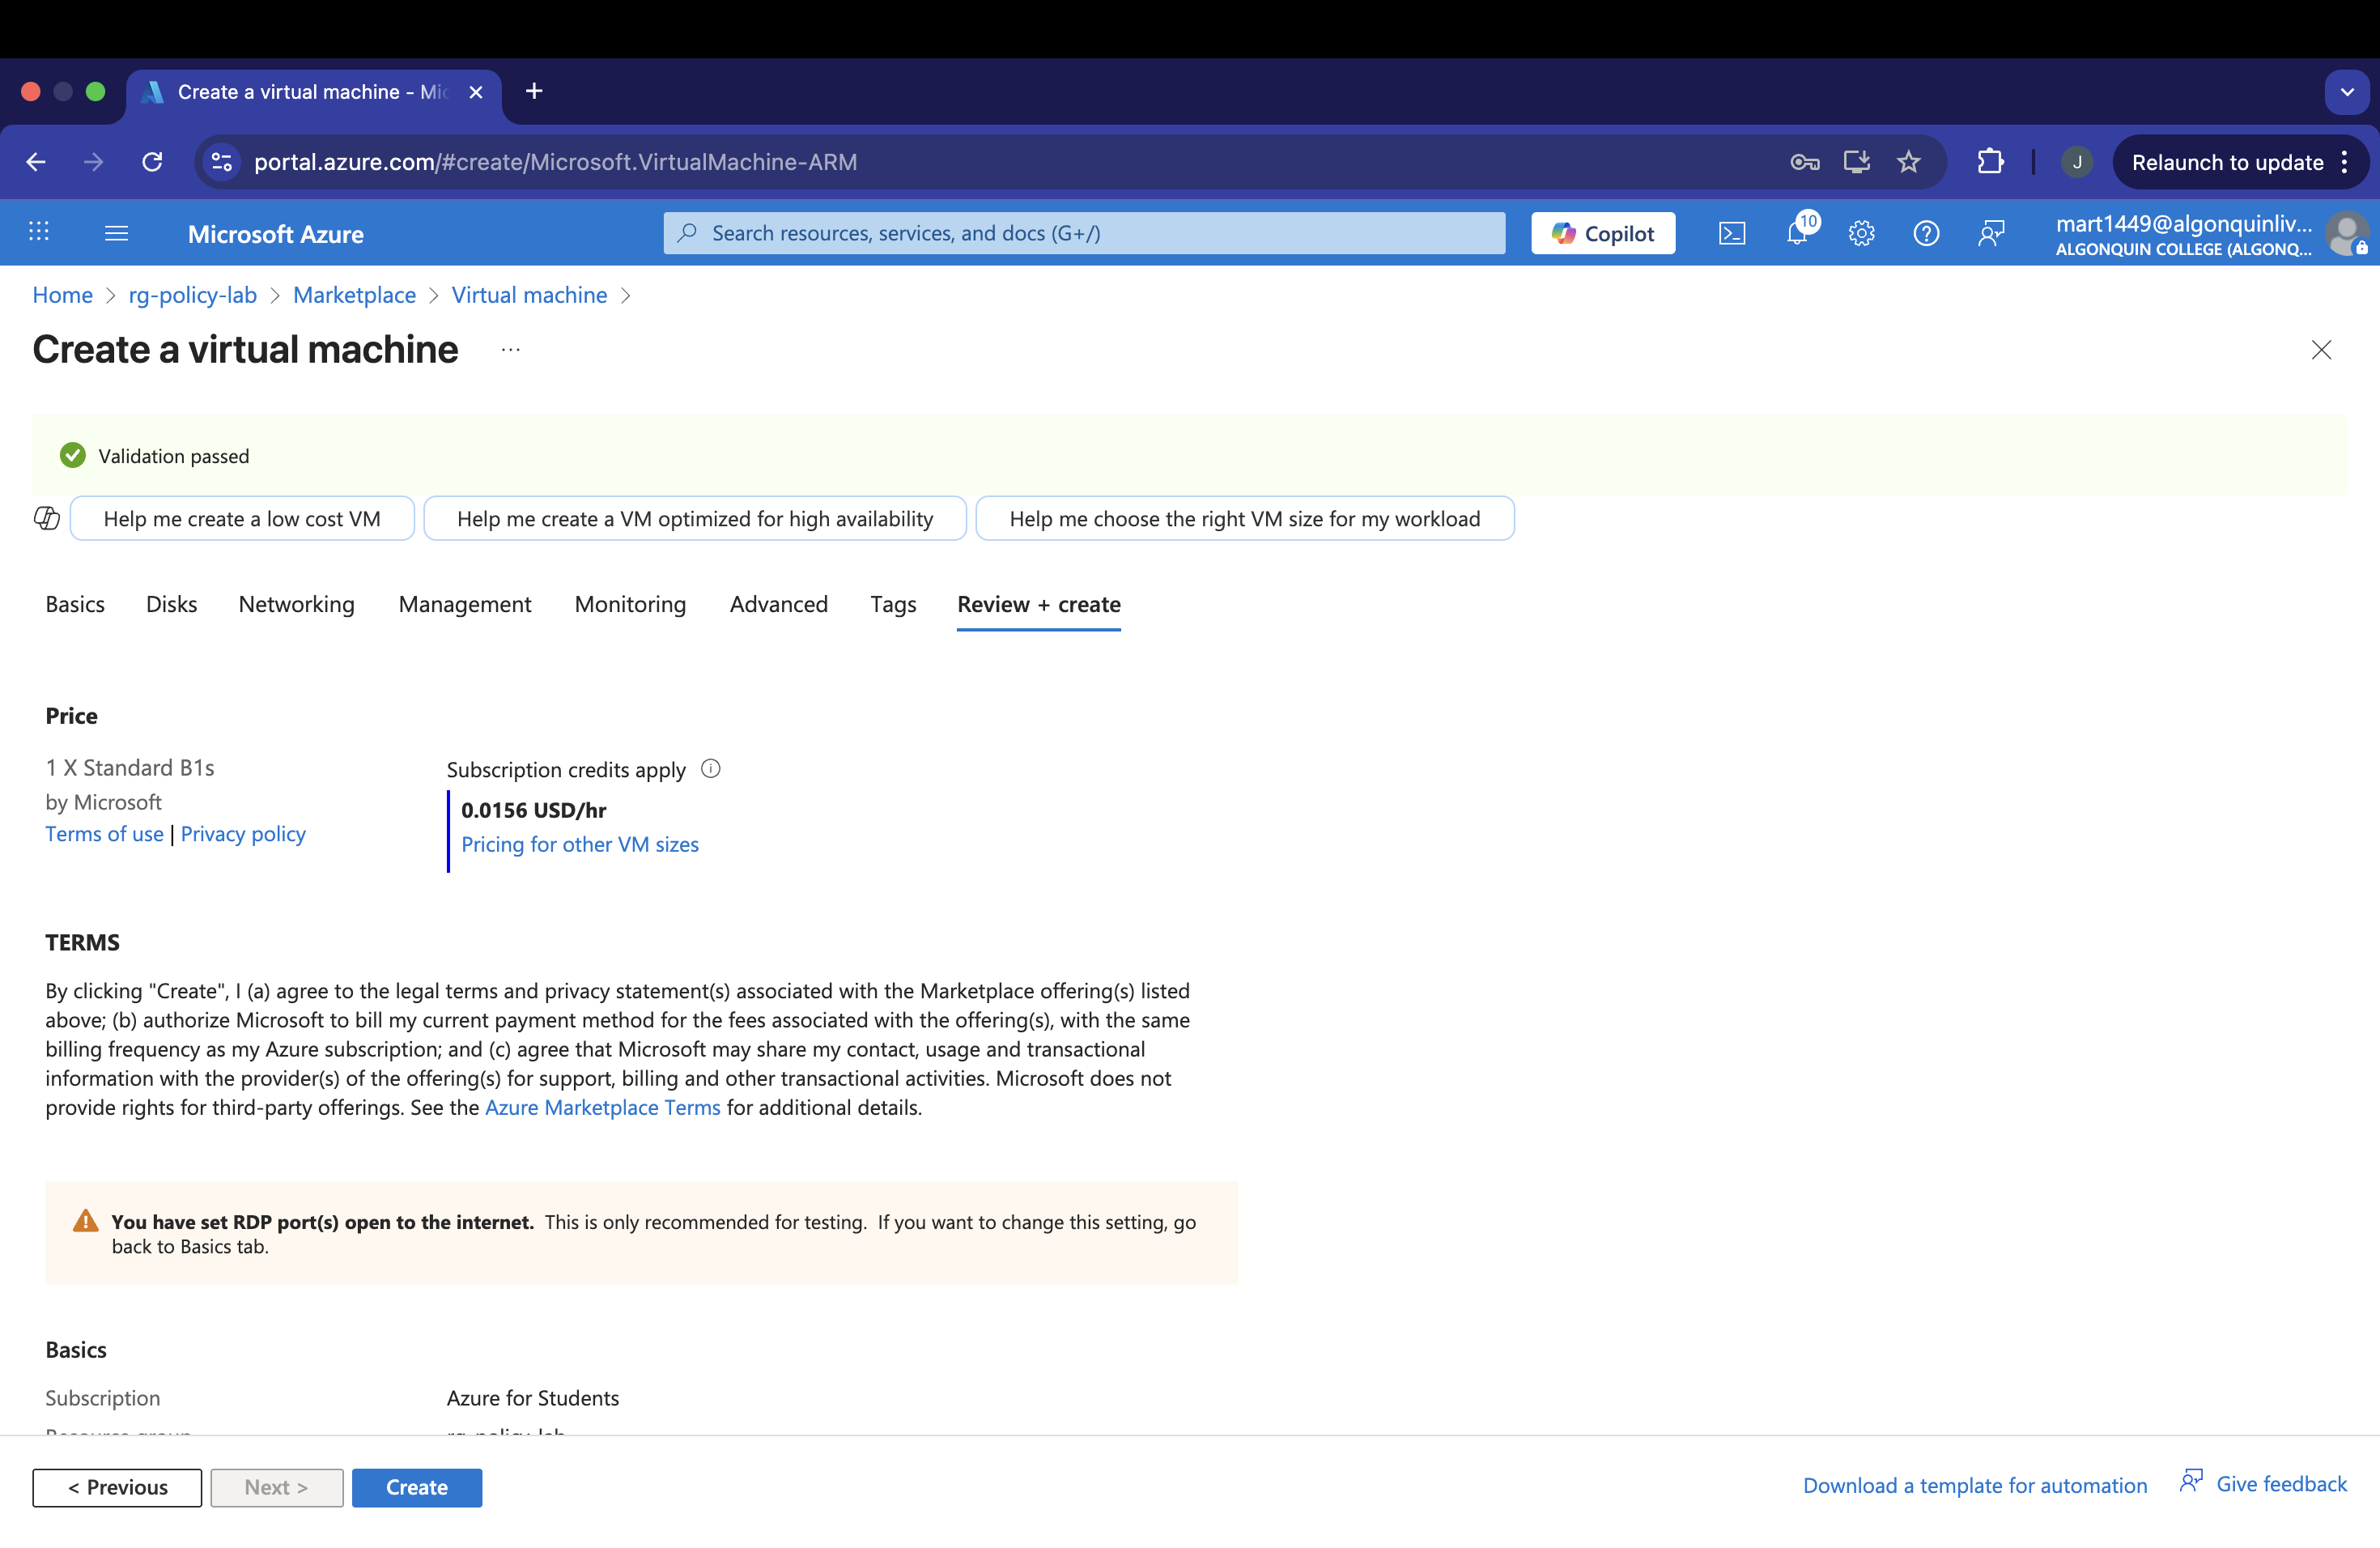 Create a virtual machine - Mic
portal.azure.com/#create/Microsoft.VirtualMachine-ARM
J
Relaunch to update
Microsoft Azure
Search resources, services, and docs (G+/)
Copilot
10
mart1449@algonquinliv...
ALGONQUIN COLLEGE (ALGONQ...
Home > rg-policy-lab > Marketplace > Virtual machine >
Create a virtual machine ...
Validation passed
Help me create a low cost VM
Help me create a VM optimized for high availability
Help me choose the right VM size for my workload
Basics Disks Networking Management Monitoring Advanced Tags Review + create
Price
1 X Standard B1s
by Microsoft
Terms of use | Privacy policy
Subscription credits apply
0.0156 USD/hr
Pricing for other VM sizes
TERMS
By clicking "Create", I (a) agree to the legal terms and privacy statement(s) associated with the Marketplace offering(s) listed
above; (b) authorize Microsoft to bill my current payment method for the fees associated with the offering(s), with the same
billing frequency as my Azure subscription; and (c) agree that Microsoft may share my contact, usage and transactional
information with the provider(s) of the offering(s) for support, billing and other transactional activities. Microsoft does not
provide rights for third-party offerings. See the Azure Marketplace Terms for additional details.
You have set RDP port(s) open to the internet. This is only recommended for testing. If you want to change this setting, go
back to Basics tab.
Basics
Subscription Azure for Students
Resource group rg-policy-lab
< Previous
Next >
Create
Download a template for automation
Give feedback